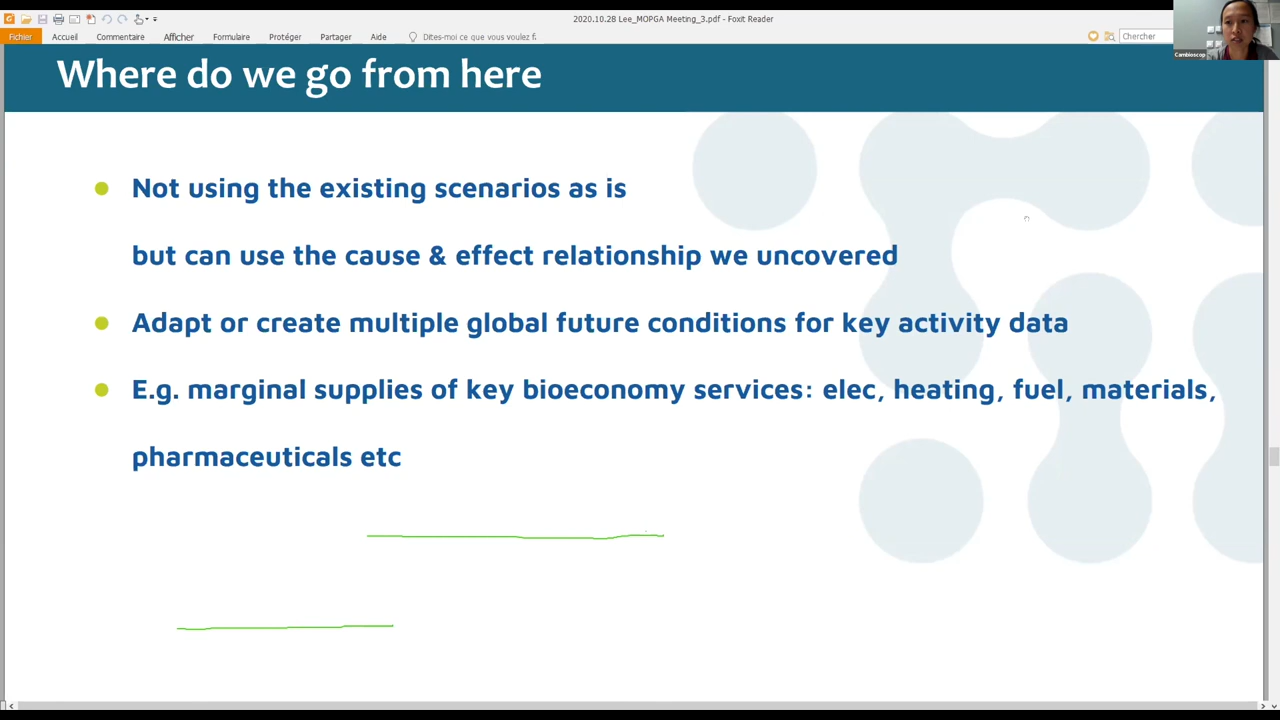 2020.10.28 Lee_MOPGA Meeting_3.pdf - Foxit Reader
Fichier Accueil Commentaire Afficher Formulaire Protéger Partager Aide Dites-moi ce que vous voulez f Chercher
Cambioscop
Where do we go from here
Not using the existing scenarios as is
but can use the cause & effect relationship we uncovered
Adapt or create multiple global future conditions for key activity data
E.g. marginal supplies of key bioeconomy services: elec, heating, fuel, materials,
pharmaceuticals etc